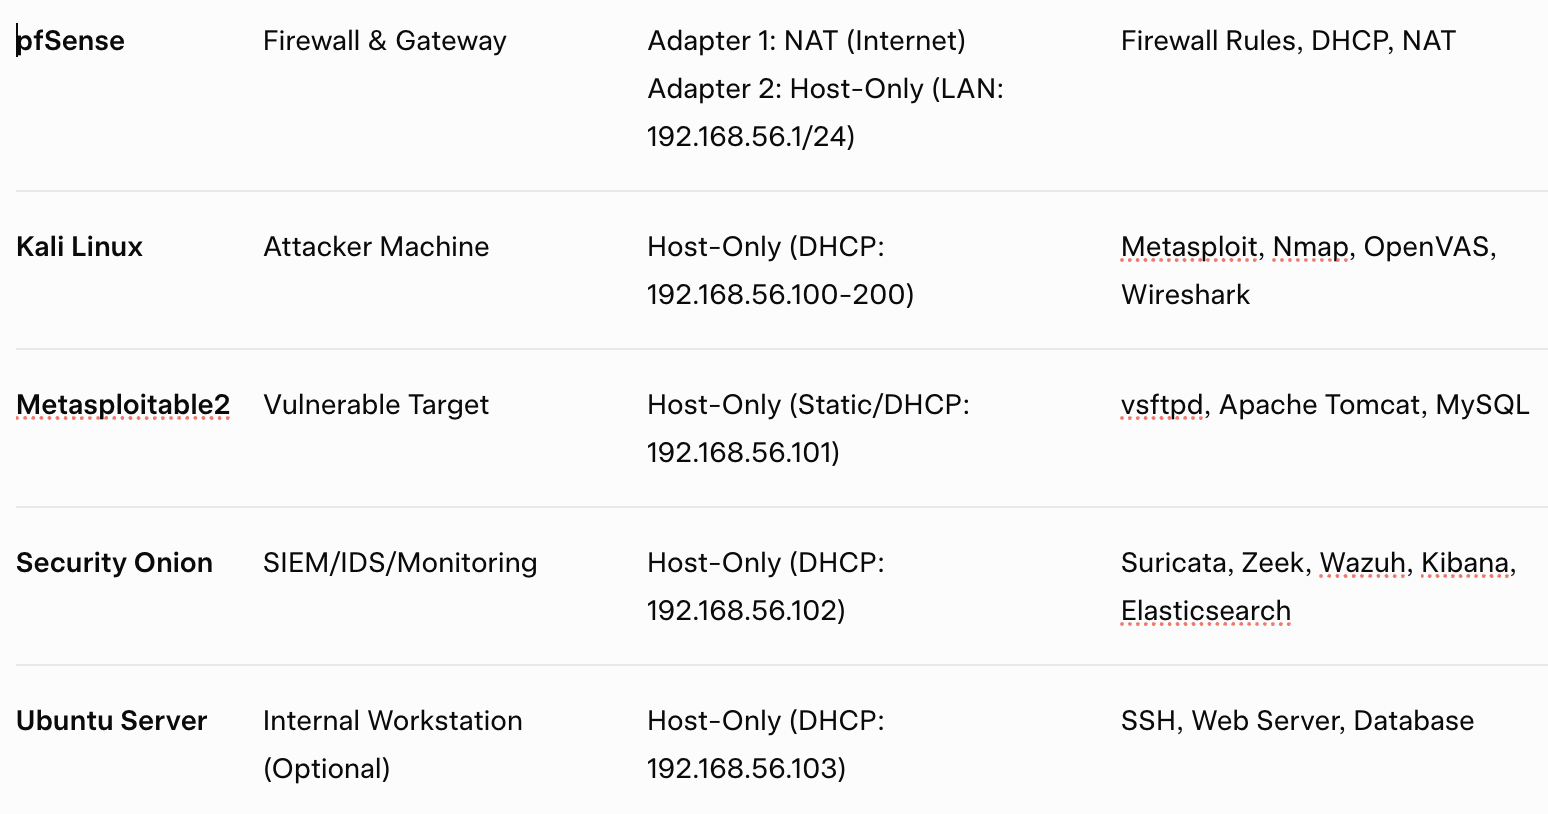 pfSense Firewall & Gateway Adapter 1: NAT (Internet) Firewall Rules, DHCP, NAT
Adapter 2: Host-Only (LAN:
192.168.56.1/24)
Kali Linux Attacker Machine Host-Only (DHCP: Metasploit, Nmap, OpenVAS,
192.168.56.100-200) Wireshark
Metasploitable2 Vulnerable Target Host-Only (Static/DHCP: vsftpd, Apache Tomcat, MySQL
192.168.56.101)
Security Onion SIEM/IDS/Monitoring Host-Only (DHCP: Suricata, Zeek, Wazuh, Kibana,
192.168.56.102) Elasticsearch
Ubuntu Server Internal Workstation Host-Only (DHCP: SSH, Web Server, Database
(Optional) 192.168.56.103)